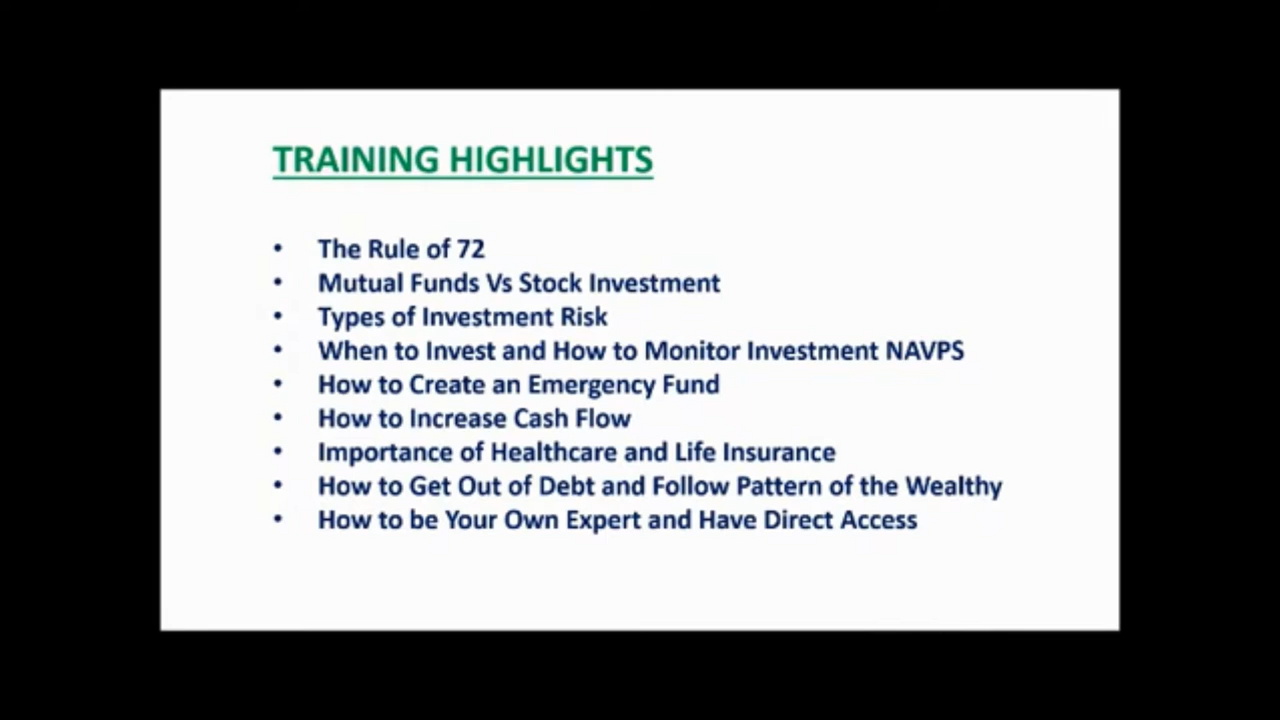 TRAINING HIGHLIGHTS
• The Rule of 72
• Mutual Funds Vs Stock Investment
• Types of Investment Risk
• When to Invest and How to Monitor Investment NAVPS
• How to Create an Emergency Fund
• How to Increase Cash Flow
• Importance of Healthcare and Life Insurance
• How to Get Out of Debt and Follow Pattern of the Wealthy
• How to be Your Own Expert and Have Direct Access